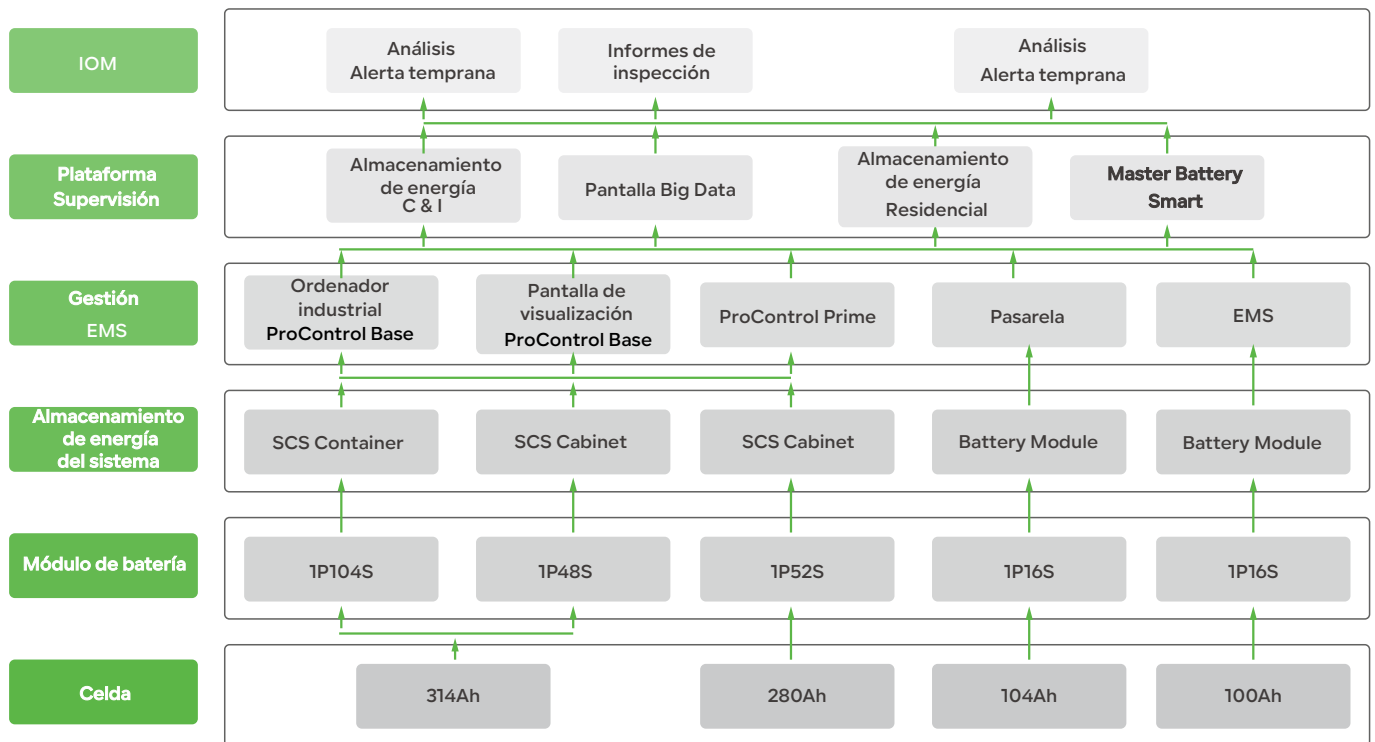 IOM
Análisis
Alerta temprana
Informes de
inspección
Análisis
Alerta temprana
Plataforma
Supervisión
Almacenamiento
de energía
C & I
Pantalla Big Data
Almacenamiento
de energía
Residencial
Master Battery
Smart
Gestión
EMS
Ordenador
industrial
ProControl Base
Pantalla de
visualización
ProControl Base
ProControl Prime
Pasarela
EMS
Almacenamiento
de energía
del sistema
SCS Container
SCS Cabinet
SCS Cabinet
Battery Module
Battery Module
Módulo de batería
1P104S
1P48S
1P52S
1P16S
1P16S
Celda
314Ah
280Ah
104Ah
100Ah